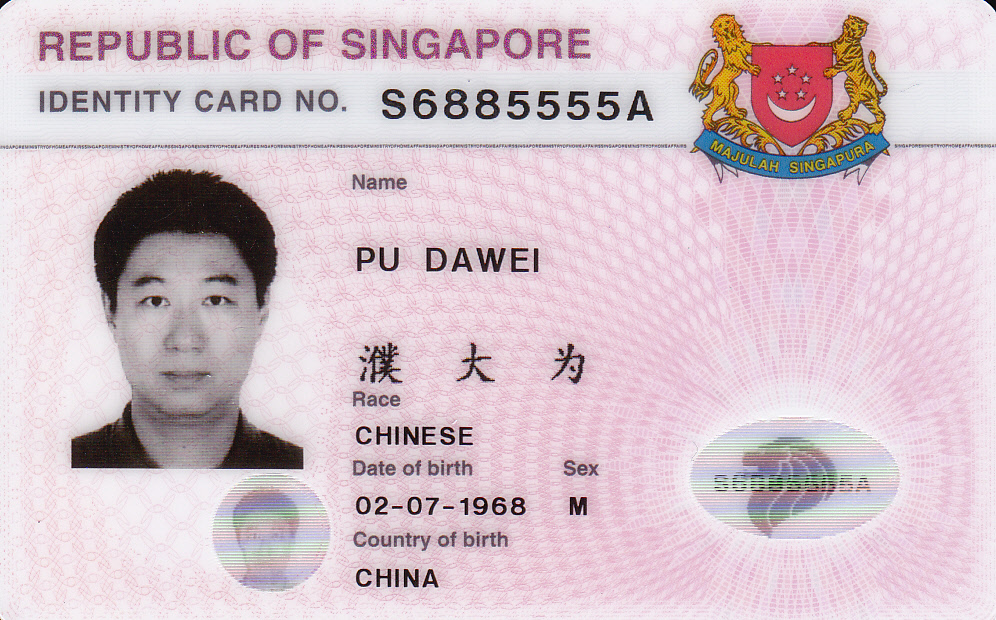 REPUBLIC OF SINGAPORE
IDENTITY CARD NO. S6885555A
MAJULAH SINGAPURA
Name
PU DAWEI
濮 大 为
Race
CHINESE
Date of birth Sex
02-07-1968 M
Country of birth
CHINA